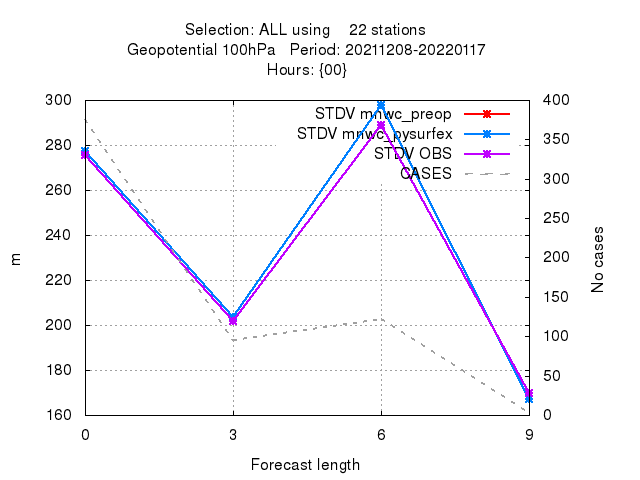 Selection: ALL using 22 stations
Geopotential 100hPa Period: 20211208-20220117
Hours: {00}
300 400
STDV mnwc_preop
STDV mnwc_pysurfex
STDV OBS
CASES
280 350
260 300
240 250
220 200
200 150
180 100
160 50
0
m
No cases
0 3 6 9
Forecast length